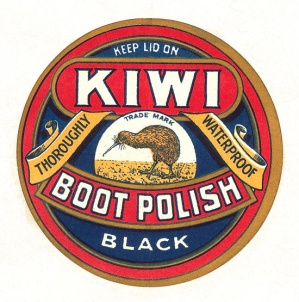 KEEP LID ON
KIWI
TRADE MARK
THOROUGHLY
WATERPROOF
BOOT POLISH
BLACK